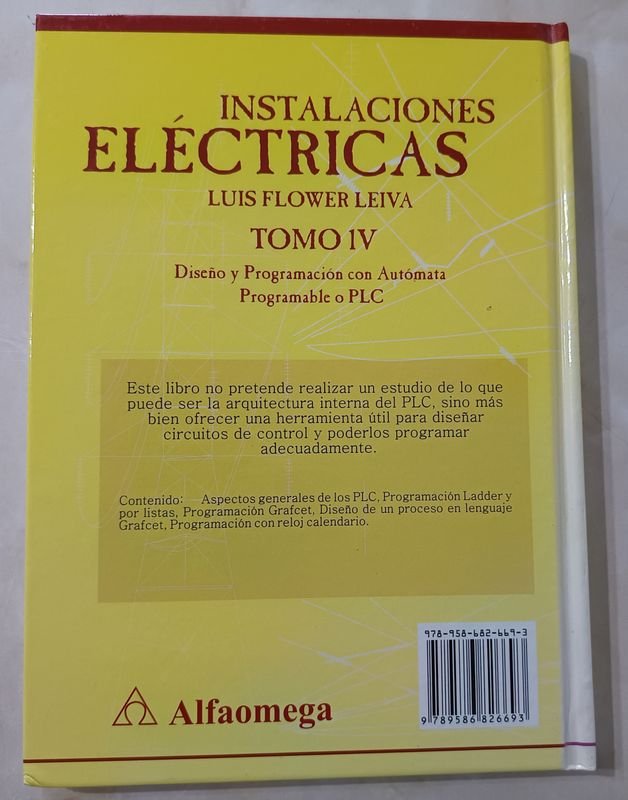 INSTALACIONES
ELÉCTRICAS
LUIS FLOWER LEIVA
TOMO IV
Diseño y Programación con Autómata
Programable o PLC
Este libro no pretende realizar un estudio de lo que
puede ser la arquitectura interna del PLC, sino más
bien ofrecer una herramienta útil para diseñar
circuitos de control y poderlos programar
adecuadamente.
Contenido: Aspectos generales de los PLC, Programación Ladder y
por listas, Programación Grafcet, Diseño de un proceso en lenguaje
Grafcet, Programación con reloj calendario.
978-958-682-669-3
9 789586 826693
Alfaomega